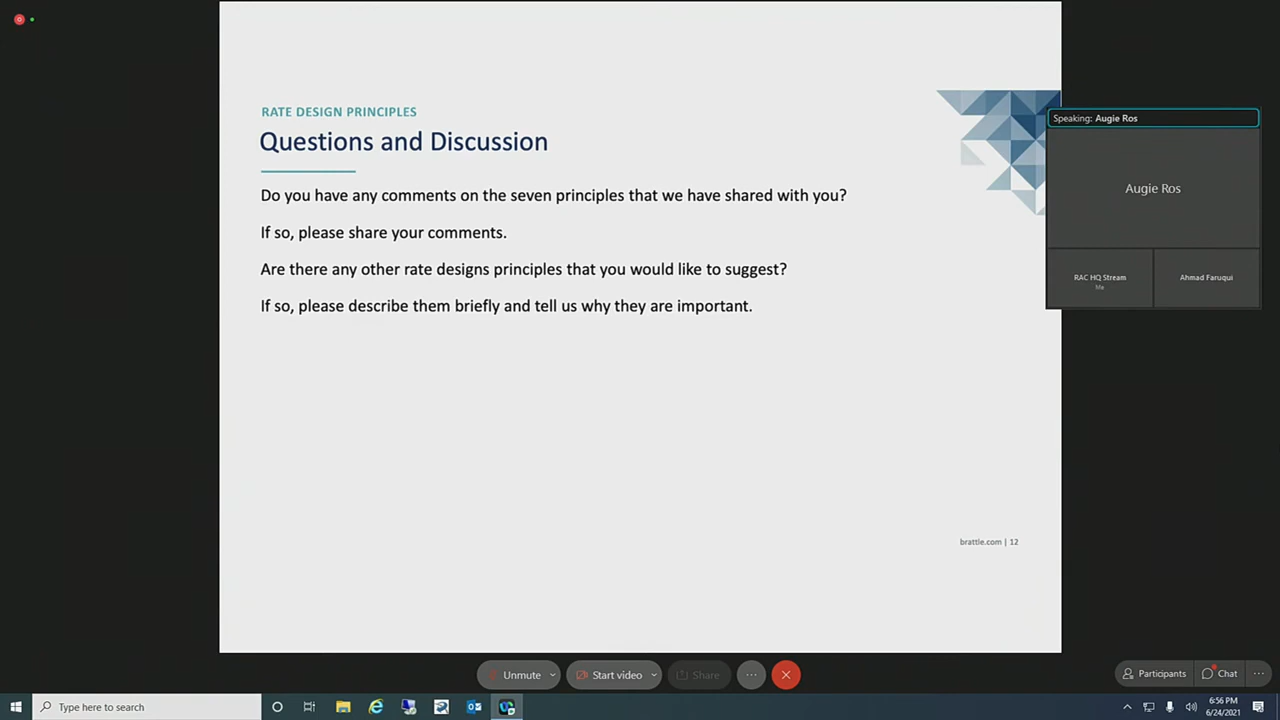 RATE DESIGN PRINCIPLES
Questions and Discussion
Do you have any comments on the seven principles that we have shared with you?
If so, please share your comments.
Are there any other rate designs principles that you would like to suggest?
If so, please describe them briefly and tell us why they are important.
brattle.com | 12
Speaking: Augie Ros
Augie Ros
RAC HQ Stream
Me
Ahmad Faruqui
Unmute
Start video
Share
Participants
Chat
Type here to search
6:56 PM
6/24/2021